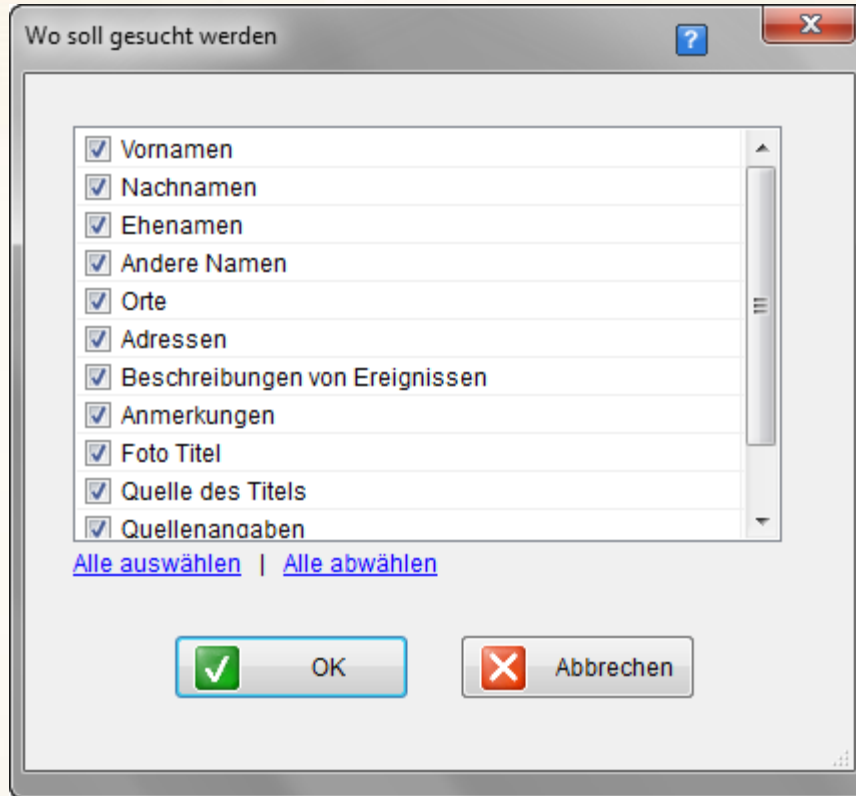 Wo soll gesucht werden
?
Vornamen
Nachnamen
Ehenamen
Andere Namen
Orte
Adressen
Beschreibungen von Ereignissen
Anmerkungen
Foto Titel
Quelle des Titels
Quellenangaben
Alle auswählen | Alle abwählen
OK Abbrechen